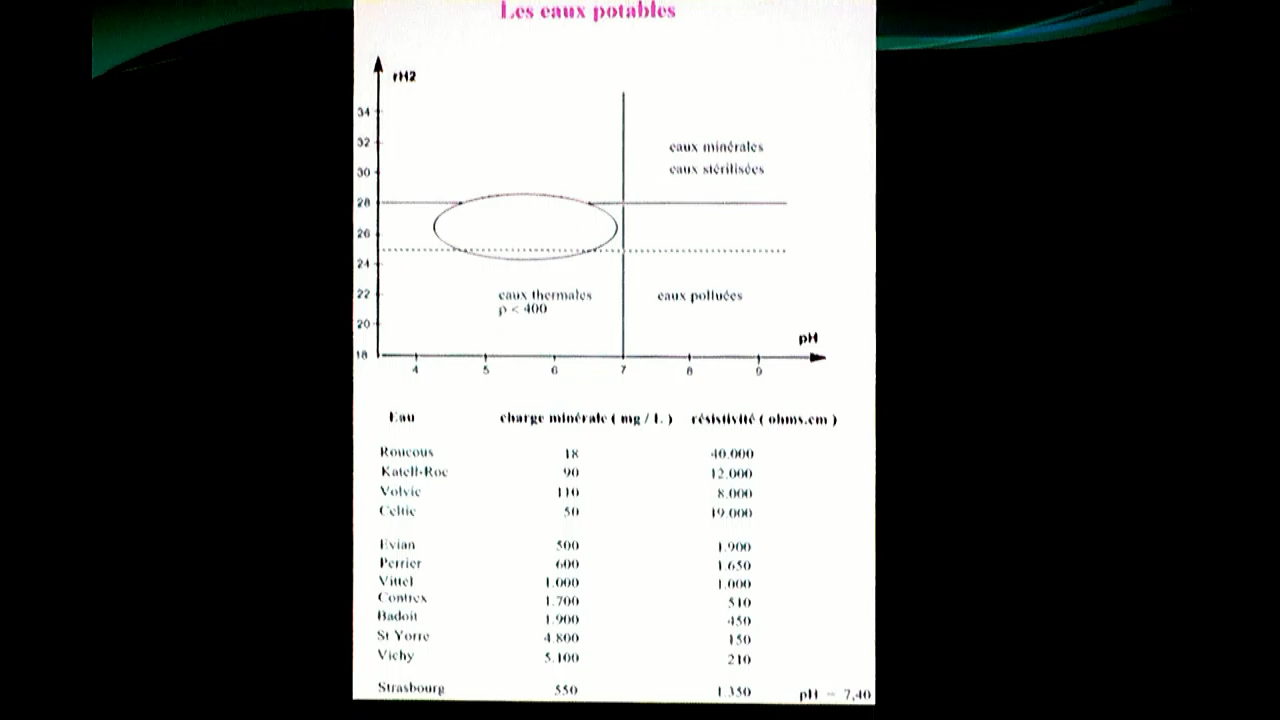 Les eaux potables
rH2
34
32
30
28
26
24
22
20
18
eaux minérales
eaux stérilisées
eaux thermales
ρ < 400
eaux polluées
pH
4 5 6 7 8 9
Eau charge minérale ( mg / L ) résistivité ( ohms.cm )
Roucous 18 40.000
Katell-Roc 90 12.000
Volvic 110 8.000
Celtic 50 19.000
Evian 500 1.900
Perrier 600 1.650
Vittel 1.000 1.000
Contrex 1.700 510
Badoit 1.900 450
St Yorre 4.800 150
Vichy 5.100 210
Strasbourg 550 1.350 pH = 7,40